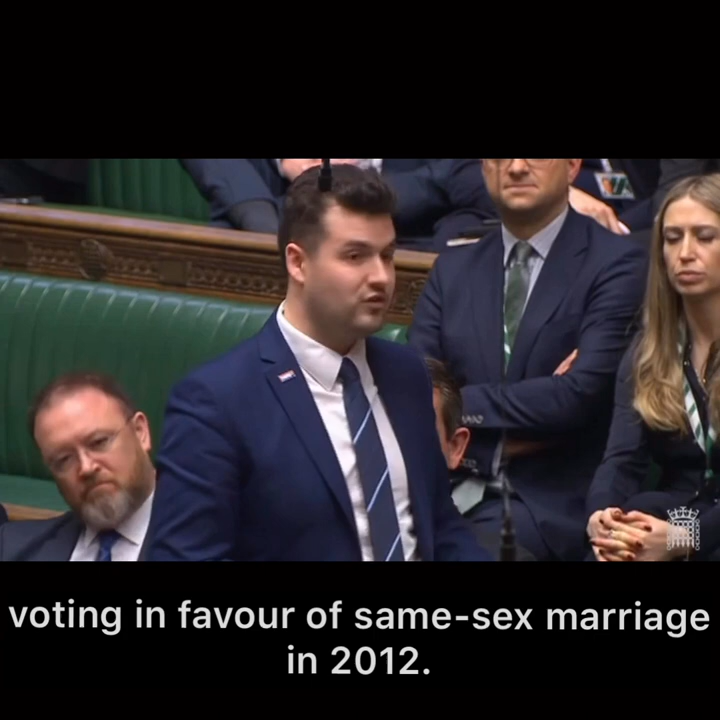 voting in favour of same-sex marriage
in 2012.